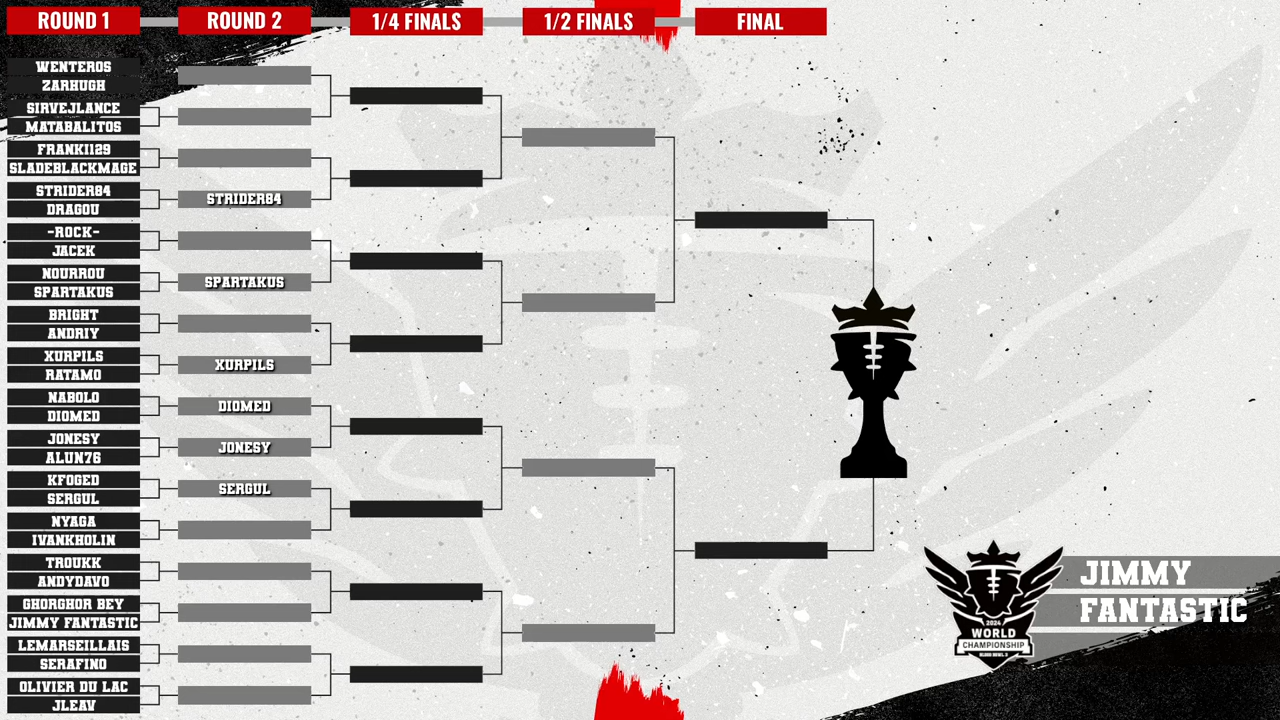 ROUND 1
ROUND 2
1/4 FINALS
1/2 FINALS
FINAL
WENTEROS
ZARHUGH
SIRVEJLANCE
MATABALITOS
FRANKI129
SLADEBLACKMAGE
STRIDER84
DRAGOU
-ROCK-
JACEK
NOURROU
SPARTAKUS
BRIGHT
ANDRIY
XURPILS
RATAMO
NABOLO
DIOMED
JONESY
ALUN76
KFOGED
SERGUL
NYAGA
IVANKHOLIN
TROUKK
ANDYDAVO
GHORGHOR BEY
JIMMY FANTASTIC
LEMARSEILLAIS
SERAFINO
OLIVIER DU LAC
JLEAV
STRIDER84
SPARTAKUS
XURPILS
DIOMED
JONESY
SERGUL
2024
WORLD
CHAMPIONSHIP
BLOOD BOWL 3
JIMMY
FANTASTIC